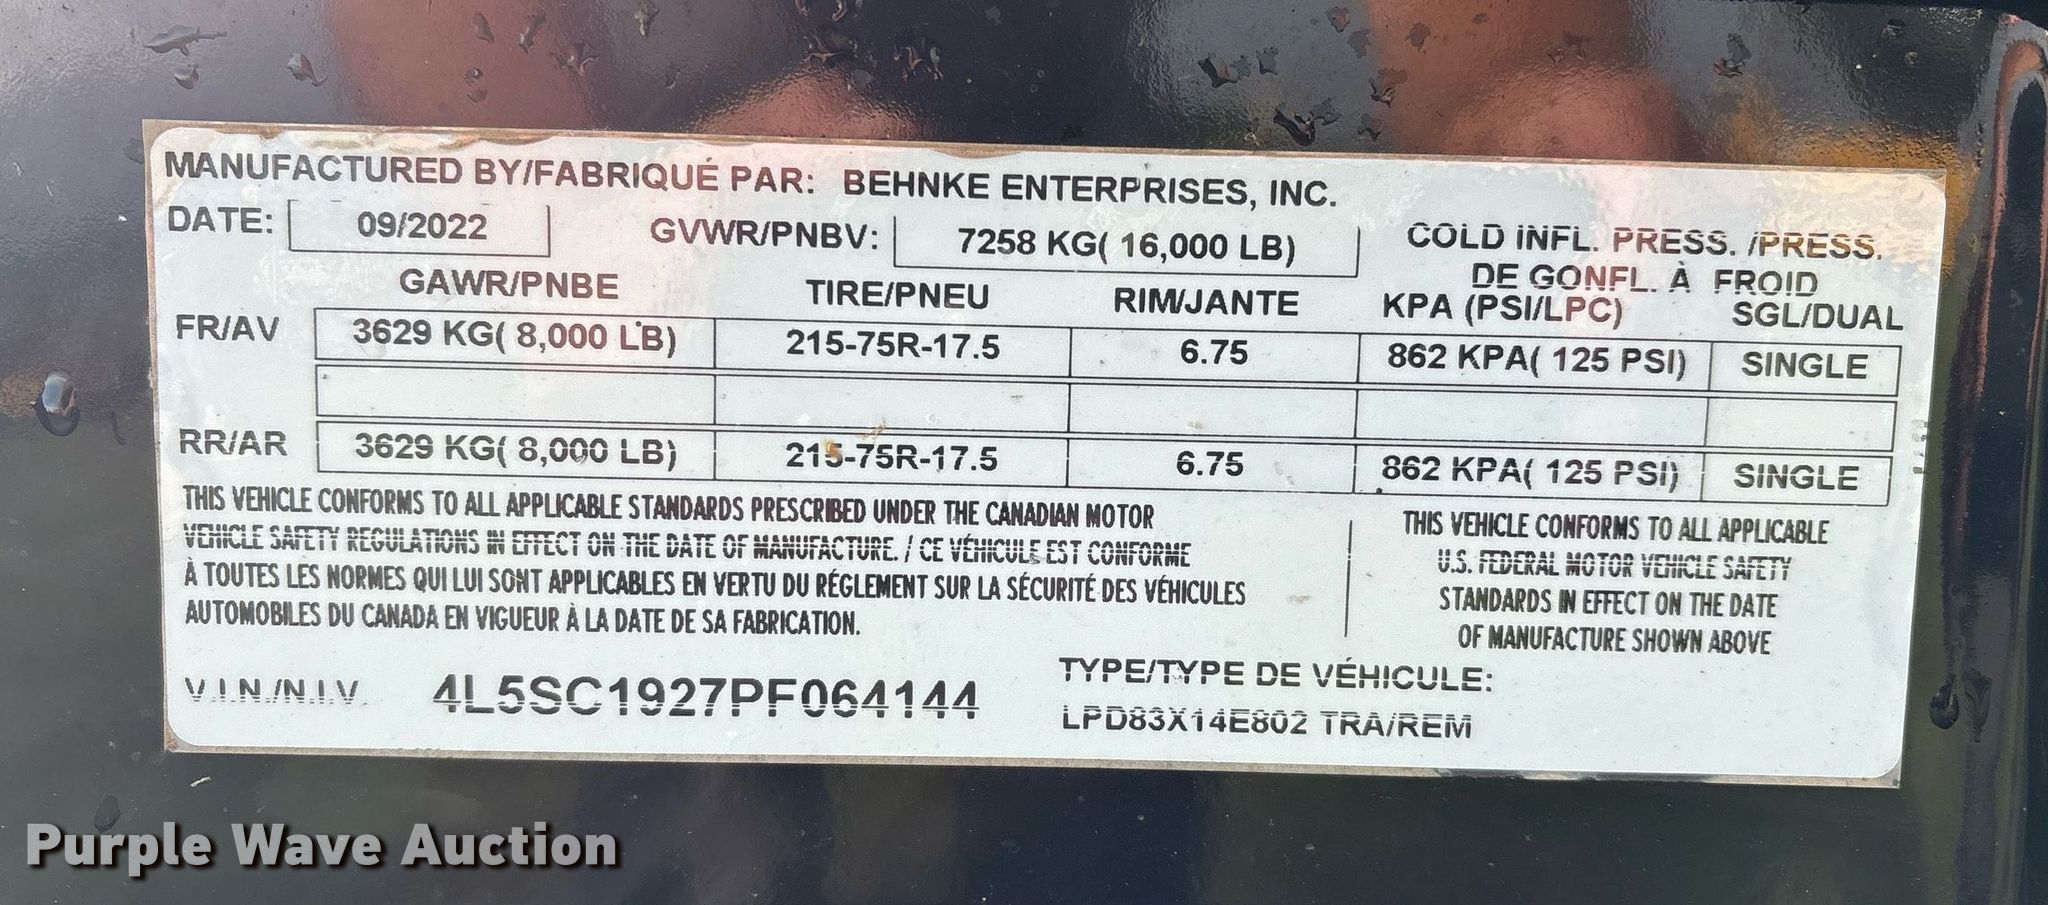 MANUFACTURED BY/FABRIQUÉ PAR: BEHNKE ENTERPRISES, INC.
DATE: 09/2022 GVWR/PNBV: 7258 KG( 16,000 LB) COLD INFL. PRESS. /PRESS.
DE GONFL. À FROID
GAWR/PNBE TIRE/PNEU RIM/JANTE KPA (PSI/LPC) SGL/DUAL
FR/AV 3629 KG( 8,000 LB) 215-75R-17.5 6.75 862 KPA( 125 PSI) SINGLE
RR/AR 3629 KG( 8,000 LB) 215-75R-17.5 6.75 862 KPA( 125 PSI) SINGLE
THIS VEHICLE CONFORMS TO ALL APPLICABLE STANDARDS PRESCRIBED UNDER THE CANADIAN MOTOR
VEHICLE SAFETY REGULATIONS IN EFFECT ON THE DATE OF MANUFACTURE. / CE VÉHICULE EST CONFORME
À TOUTES LES NORMES QUI LUI SONT APPLICABLES EN VERTU DU RÉGLEMENT SUR LA SÉCURITÉ DES VÉHICULES
AUTOMOBILES DU CANADA EN VIGUEUR À LA DATE DE SA FABRICATION.
THIS VEHICLE CONFORMS TO ALL APPLICABLE
U.S. FEDERAL MOTOR VEHICLE SAFETY
STANDARDS IN EFFECT ON THE DATE
OF MANUFACTURE SHOWN ABOVE
V.I.N./N.I.V. 4L5SC1927PF064144
TYPE/TYPE DE VÉHICULE:
LPD83X14E802 TRA/REM
Purple Wave Auction